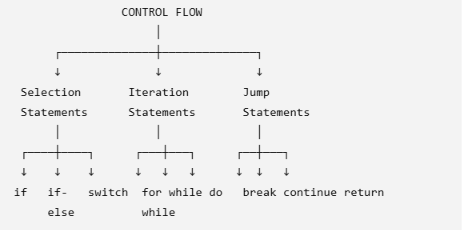 CONTROL FLOW
Selection Iteration Jump
Statements Statements Statements
if if- switch for while do break continue return
else while